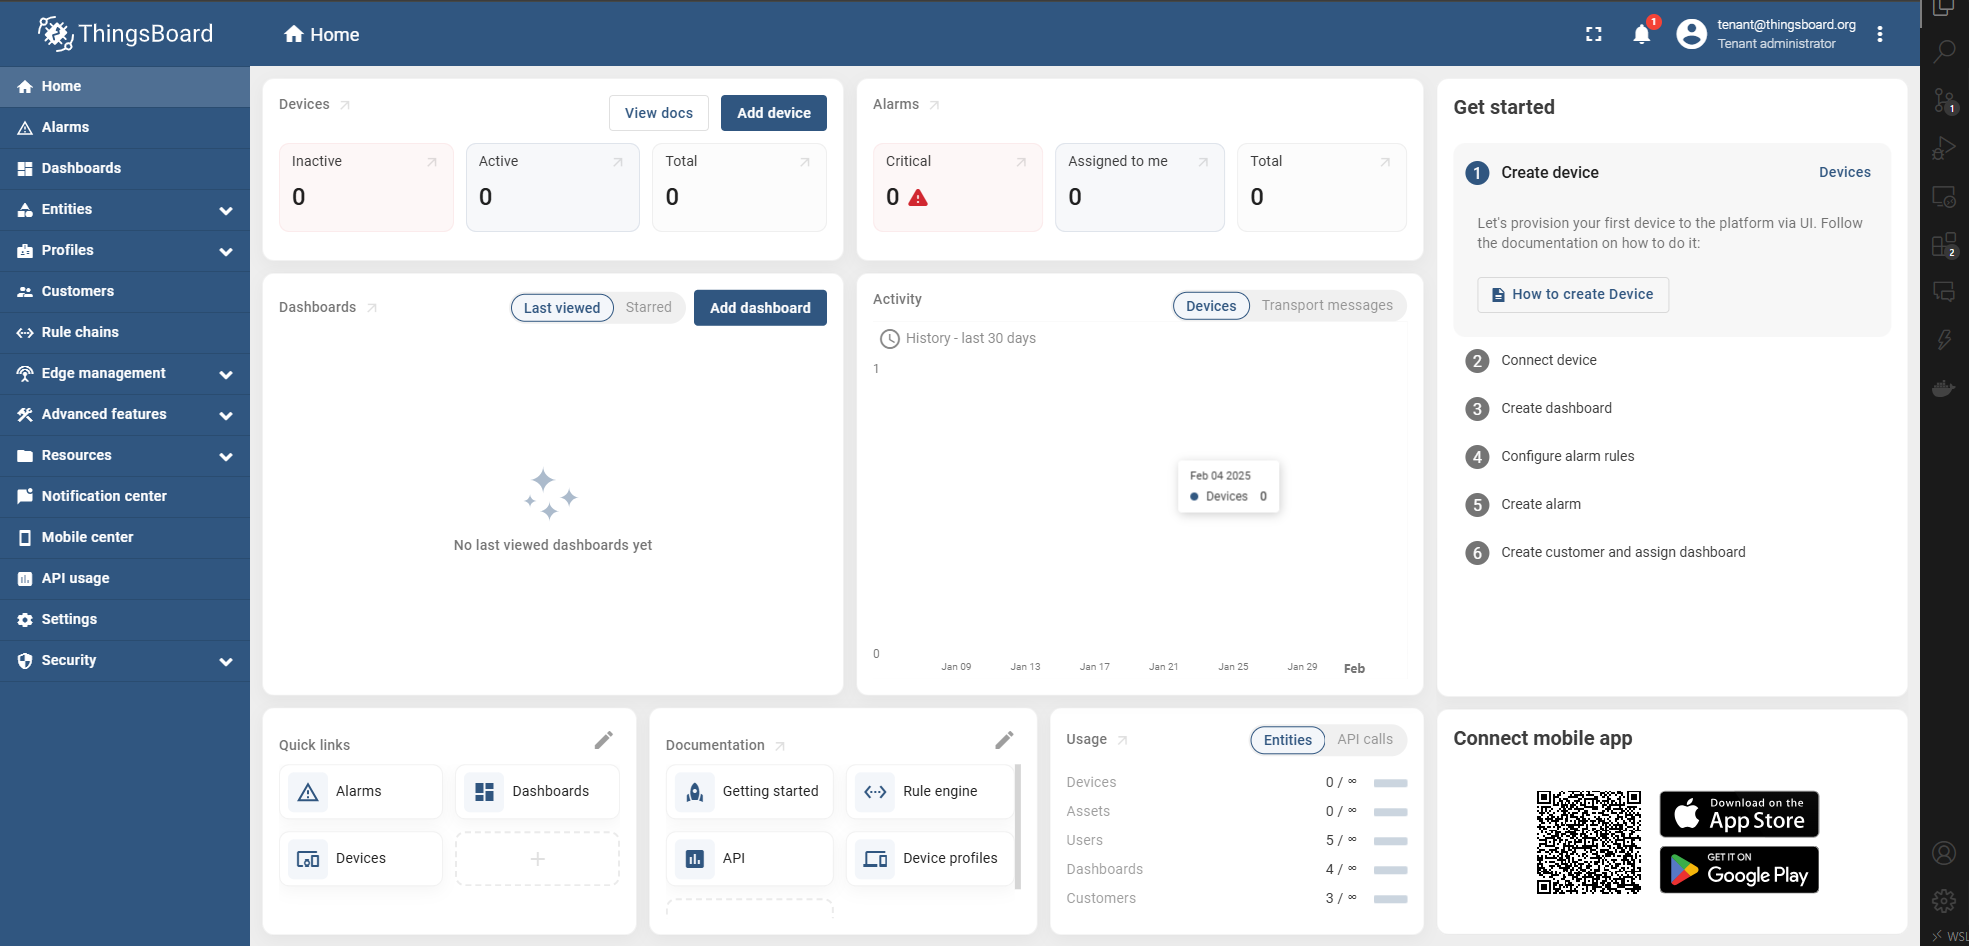 ThingsBoard
Home
1
tenant@thingsboard.org
Tenant administrator
Home
Alarms
Dashboards
Entities
Profiles
Customers
Rule chains
Edge management
Advanced features
Resources
Notification center
Mobile center
API usage
Settings
Security
Devices
View docs
Add device
Inactive
0
Active
0
Total
0
Alarms
Critical
0
Assigned to me
0
Total
0
Dashboards
Last viewed
Starred
Add dashboard
No last viewed dashboards yet
Activity
Devices
Transport messages
History - last 30 days
1
Feb 04 2025
Devices 0
0
Jan 09 Jan 13 Jan 17 Jan 21 Jan 25 Jan 29 Feb
Get started
1 Create device
Devices
Let's provision your first device to the platform via UI. Follow
the documentation on how to do it:
How to create Device
2 Connect device
3 Create dashboard
4 Configure alarm rules
5 Create alarm
6 Create customer and assign dashboard
Quick links
Alarms
Dashboards
Devices
Documentation
Getting started
Rule engine
API
Device profiles
Usage
Entities
API calls
Devices 0 / ∞
Assets 0 / ∞
Users 5 / ∞
Dashboards 4 / ∞
Customers 3 / ∞
Connect mobile app
Download on the
App Store
GET IT ON
Google Play
1
2
WSL